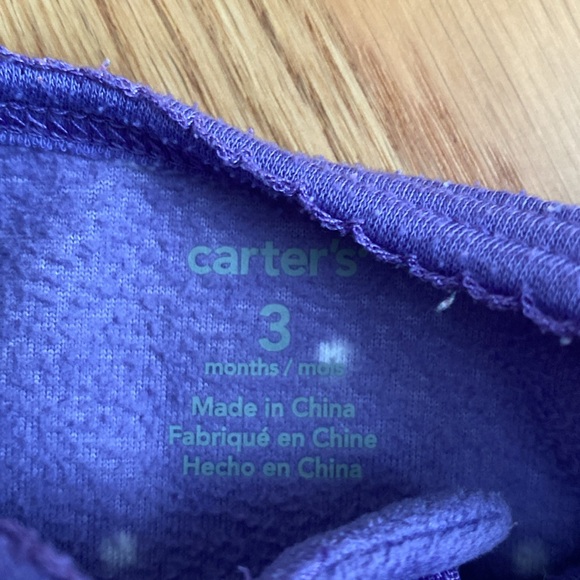 carter's
3
months / mois
Made in China
Fabriqué en Chine
Hecho en China